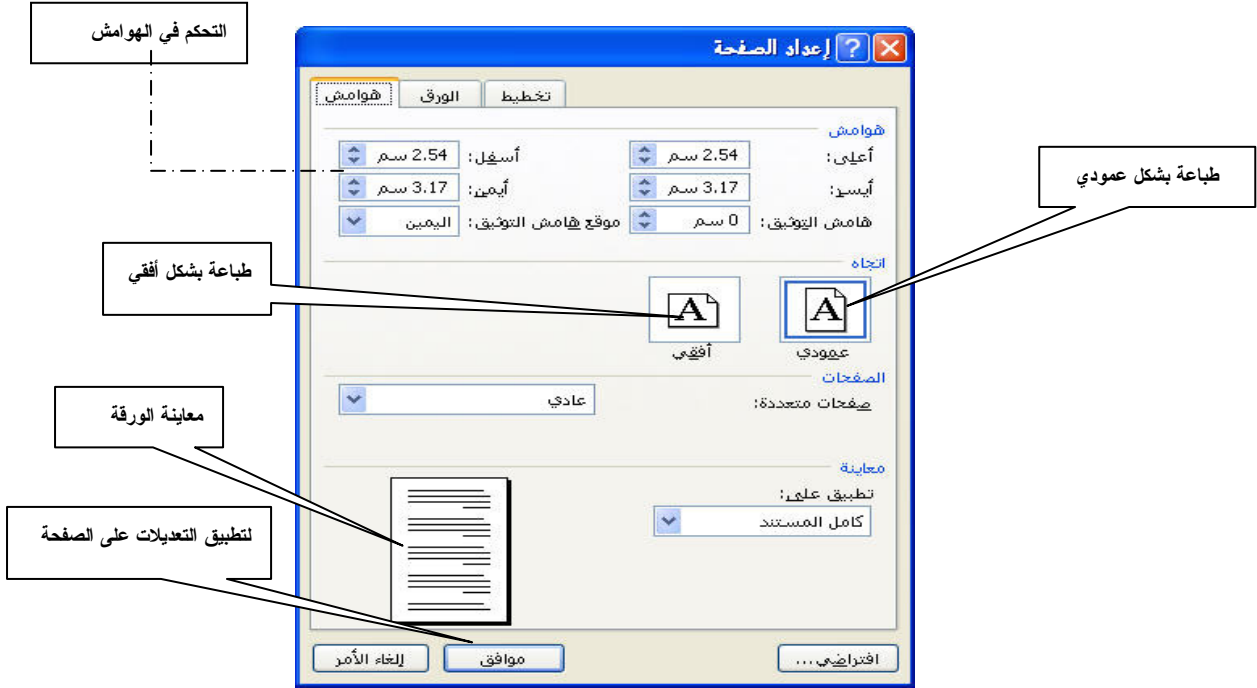 التحكم في الهوامش
إعداد الصفحة
تخطيط
الورق
هوامش
هوامش
أعلى: 2.54 سم أسفل: 2.54 سم
أيسر: 3.17 سم أيمن: 3.17 سم
هامش التوثيق: 0 سم موقع هامش التوثيق: اليمين
طباعة بشكل عمودي
اتجاه
طباعة بشكل أفقي
A A
عمودي أفقي
الصفحات
صفحات متعددة: عادي
معاينة الورقة
معاينة
تطبيق على:
كامل المستند
لتطبيق التعديلات على الصفحة
افتراضي... موافق إلغاء الأمر